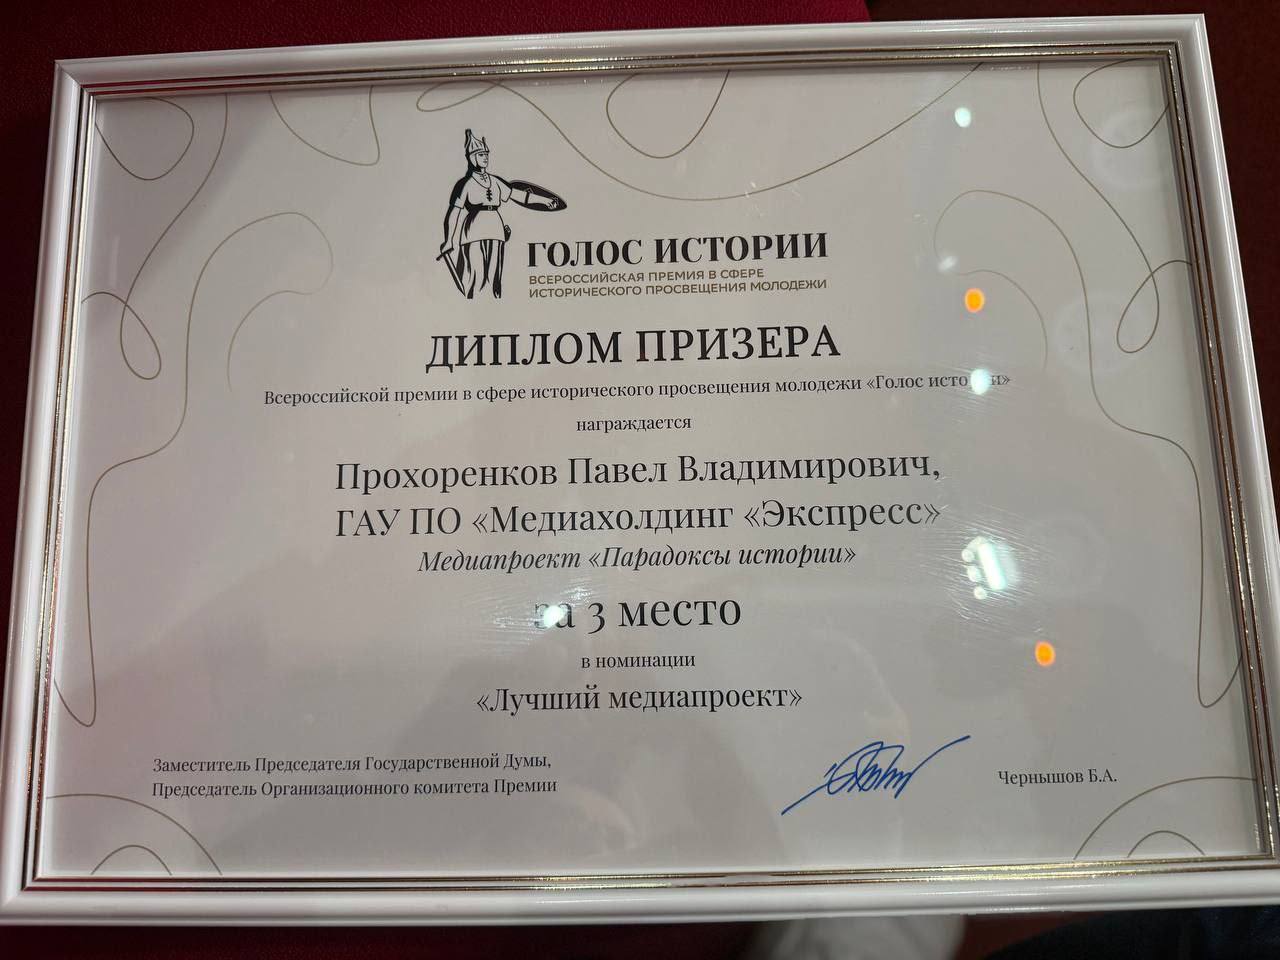 ГОЛОС ИСТОРИИ
ВСЕРОССИЙСКАЯ ПРЕМИЯ В СФЕРЕ
ИСТОРИЧЕСКОГО ПРОСВЕЩЕНИЯ МОЛОДЕЖИ
ДИПЛОМ ПРИЗЕРА
Всероссийской премии в сфере исторического просвещения молодежи «Голос истории»
награждается
Прохоренков Павел Владимирович,
ГАУ ПО «Медиахолдинг «Экспресс»
Медиапроект «Парадоксы истории»
за 3 место
в номинации
«Лучший медиапроект»
Заместитель Председателя Государственной Думы,
Председатель Организационного комитета Премии
Чернышов Б.А.